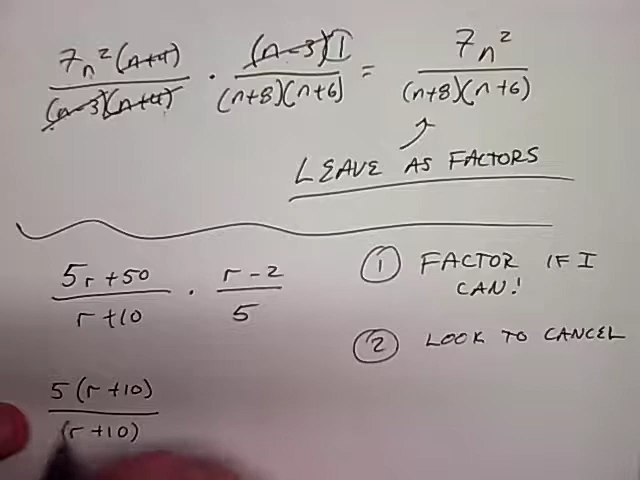 7n²(n+4) / (n-3)(n+4) · (n-3)1 / (n+8)(n+6) = 7n² / (n+8)(n+6)
LEAVE AS FACTORS
5r+50 / r+10 · r-2 / 5
① FACTOR IF I
CAN!
② LOOK TO CANCEL
5(r+10) / (r+10)